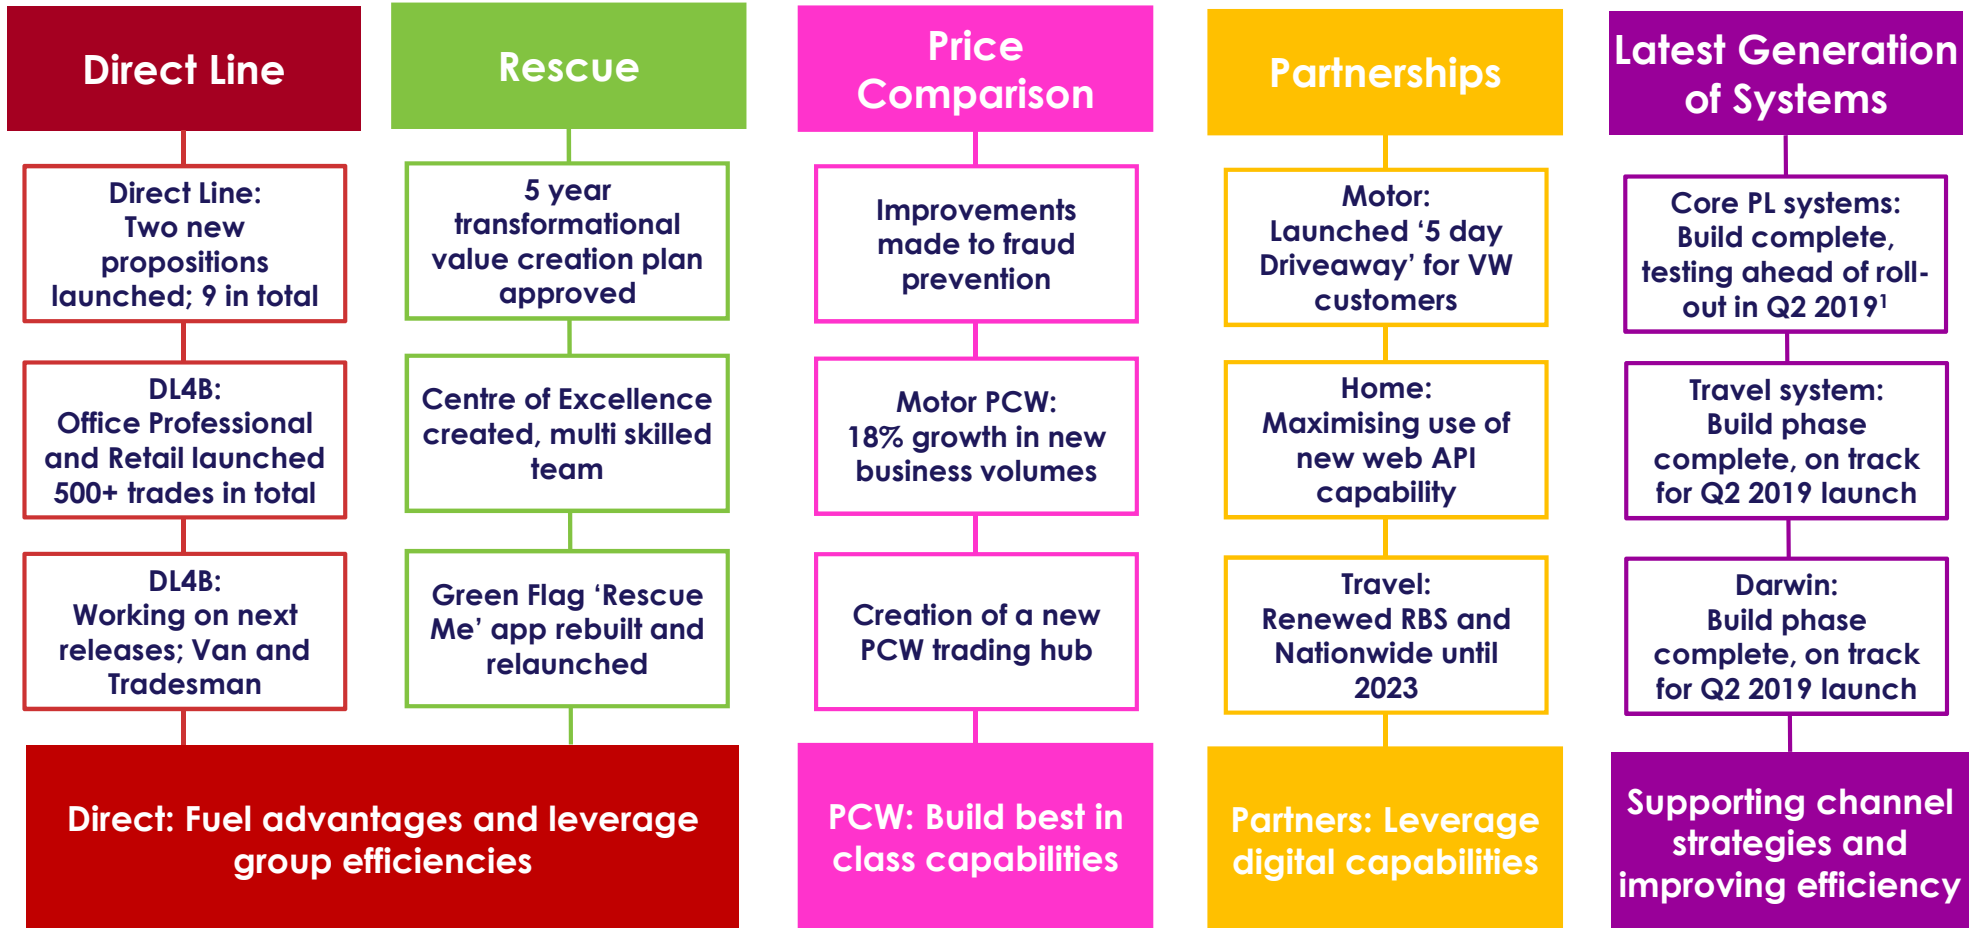 Direct Line
Direct Line:
Two new
propositions
launched; 9 in total
DL4B:
Office Professional
and Retail launched
500+ trades in total
DL4B:
Working on next
releases; Van and
Tradesman
Rescue
5 year
transformational
value creation plan
approved
Centre of Excellence
created, multi skilled
team
Green Flag ‘Rescue
Me’ app rebuilt and
relaunched
Direct: Fuel advantages and leverage
group efficiencies
Price
Comparison
Improvements
made to fraud
prevention
Motor PCW:
18% growth in new
business volumes
Creation of a new
PCW trading hub
PCW: Build best in
class capabilities
Partnerships
Motor:
Launched ‘5 day
Driveaway’ for VW
customers
Home:
Maximising use of
new web API
capability
Travel:
Renewed RBS and
Nationwide until
2023
Partners: Leverage
digital capabilities
Latest Generation
of Systems
Core PL systems:
Build complete,
testing ahead of roll-
out in Q2 2019¹
Travel system:
Build phase
complete, on track
for Q2 2019 launch
Darwin:
Build phase
complete, on track
for Q2 2019 launch
Supporting channel
strategies and
improving efficiency